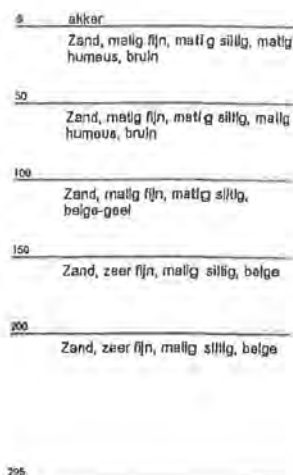 0 akker
Zand, matig fijn, matig siltig, matig
humeus, bruin
50
Zand, matig fijn, matig siltig, matig
humeus, bruin
100
Zand, matig fijn, matig siltig,
beige-geel
150
Zand, zeer fijn, matig siltig, beige
200
Zand, zeer fijn, matig siltig, beige
295